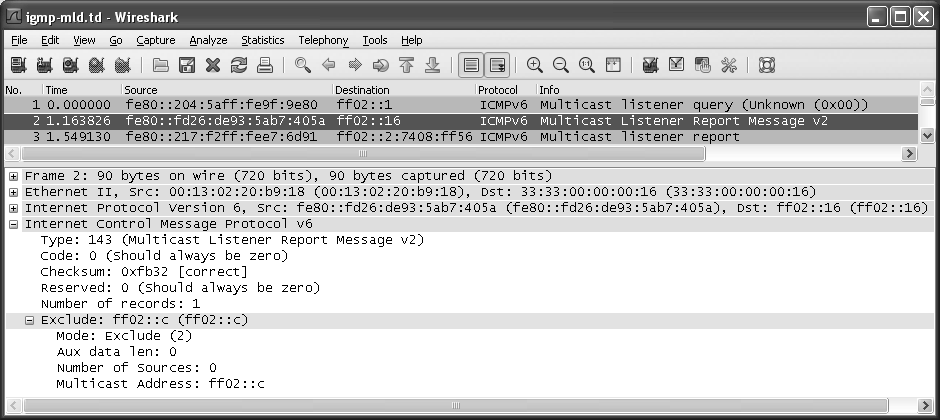 igmp-mld.td - Wireshark
File Edit View Go Capture Analyze Statistics Telephony Tools Help
No. Time Source Destination Protocol Info
1 0.000000 fe80::204:5aff:fe9f:9e80 ff02::1 ICMPv6 Multicast listener query (Unknown (0x00))
2 1.163826 fe80::fd26:de93:5ab7:405a ff02::16 ICMPv6 Multicast Listener Report Message v2
3 1.549130 fe80::217:f2ff:fee7:6d91 ff02::2:7408:ff56 ICMPv6 Multicast listener report
Frame 2: 90 bytes on wire (720 bits), 90 bytes captured (720 bits)
Ethernet II, Src: 00:13:02:20:b9:18 (00:13:02:20:b9:18), Dst: 33:33:00:00:00:16 (33:33:00:00:00:16)
Internet Protocol Version 6, Src: fe80::fd26:de93:5ab7:405a (fe80::fd26:de93:5ab7:405a), Dst: ff02::16 (ff02::16)
Internet Control Message Protocol v6
Type: 143 (Multicast Listener Report Message v2)
Code: 0 (Should always be zero)
Checksum: 0xfb32 [correct]
Reserved: 0 (Should always be zero)
Number of records: 1
Exclude: ff02::c (ff02::c)
Mode: Exclude (2)
Aux data len: 0
Number of Sources: 0
Multicast Address: ff02::c